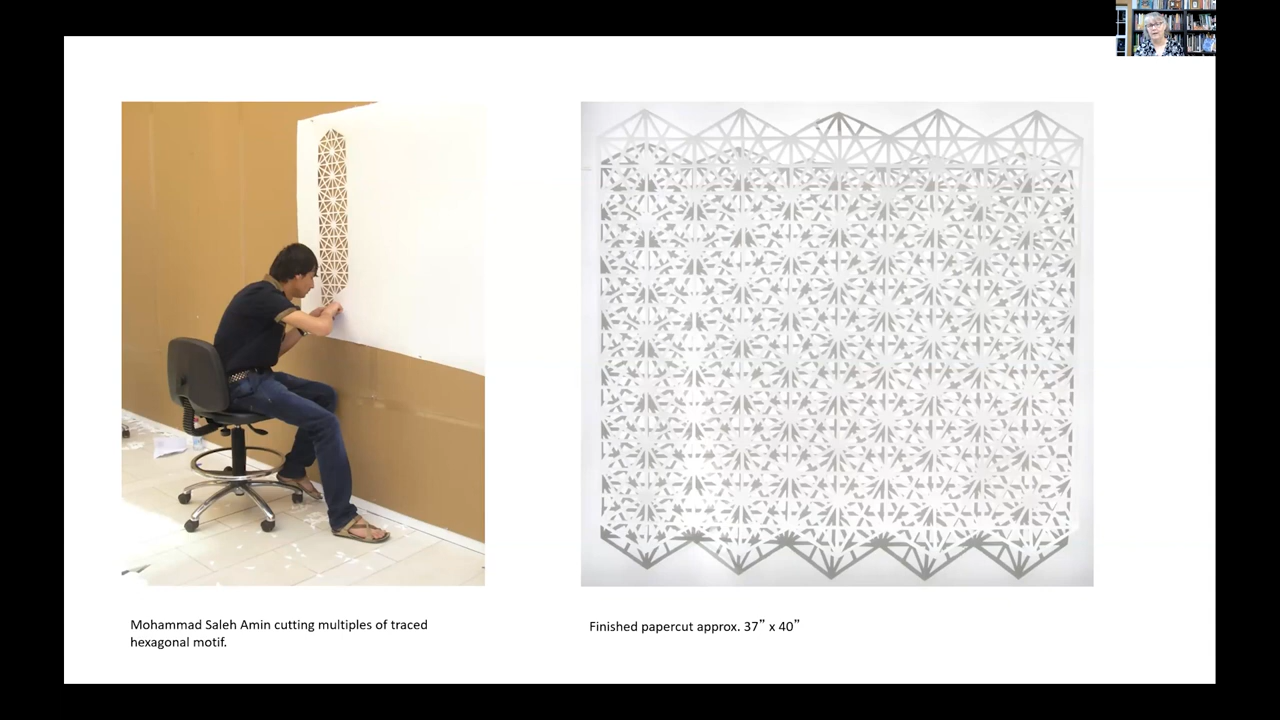 Mohammad Saleh Amin cutting multiples of traced
hexagonal motif.
Finished papercut approx. 37” x 40”